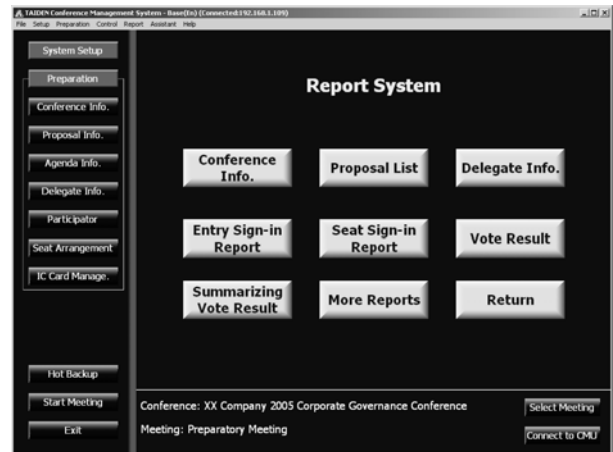 TAIDEN Conference Management System - Base(En) (Connected:192.168.1.109)
File Setup Preparation Control Report Assistant Help
System Setup
Preparation
Conference Info.
Proposal Info.
Agenda Info.
Delegate Info.
Participator
Seat Arrangement
IC Card Manage.
Hot Backup
Start Meeting
Exit
Report System
Conference
Info.
Proposal List
Delegate Info.
Entry Sign-in
Report
Seat Sign-in
Report
Vote Result
Summarizing
Vote Result
More Reports
Return
Conference: XX Company 2005 Corporate Governance Conference
Meeting: Preparatory Meeting
Select Meeting
Connect to CMU